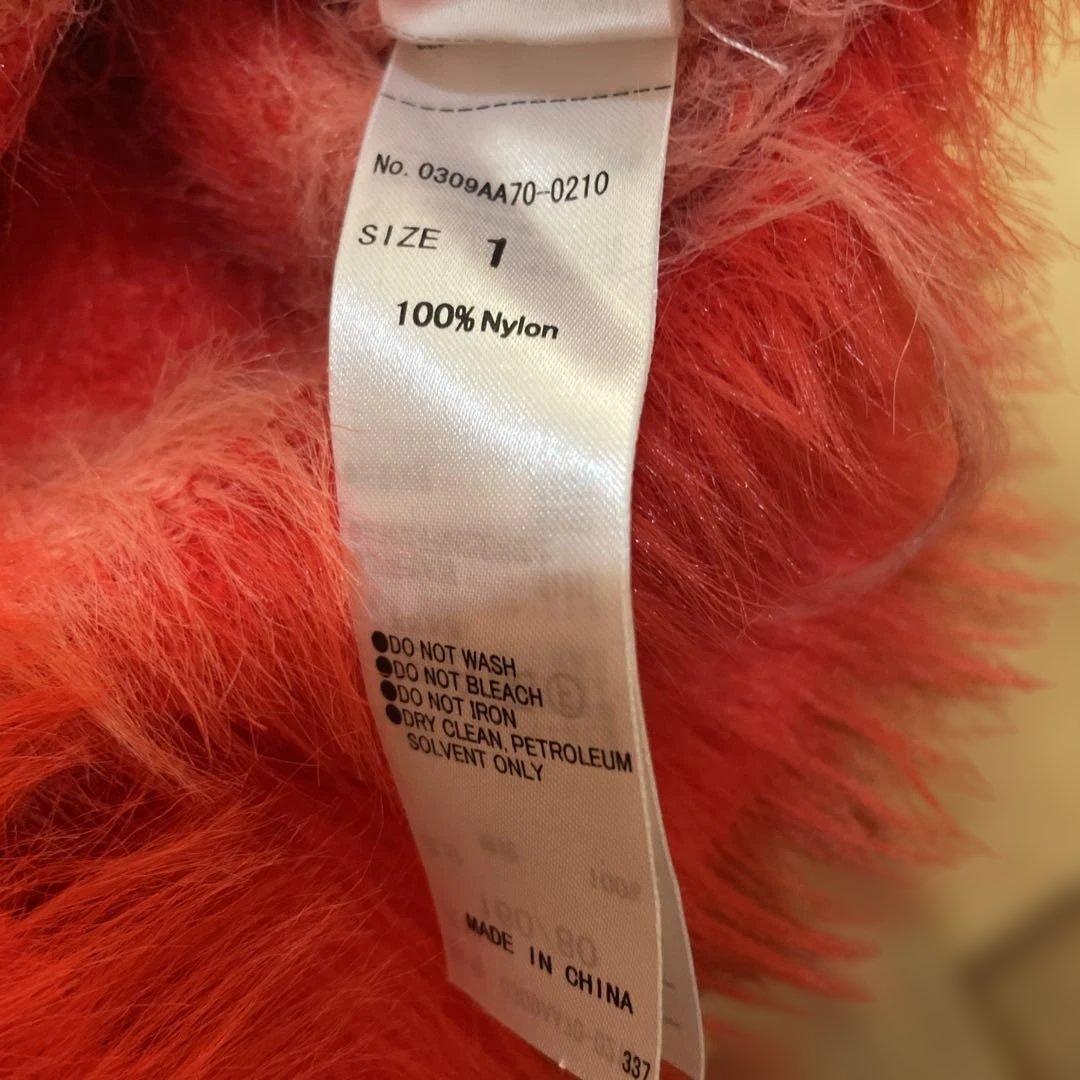 No. 0309AA70-0210
SIZE 1
100% Nylon
●DO NOT WASH
●DO NOT BLEACH
●DO NOT IRON
●DRY CLEAN, PETROLEUM
SOLVENT ONLY
MADE IN CHINA
337